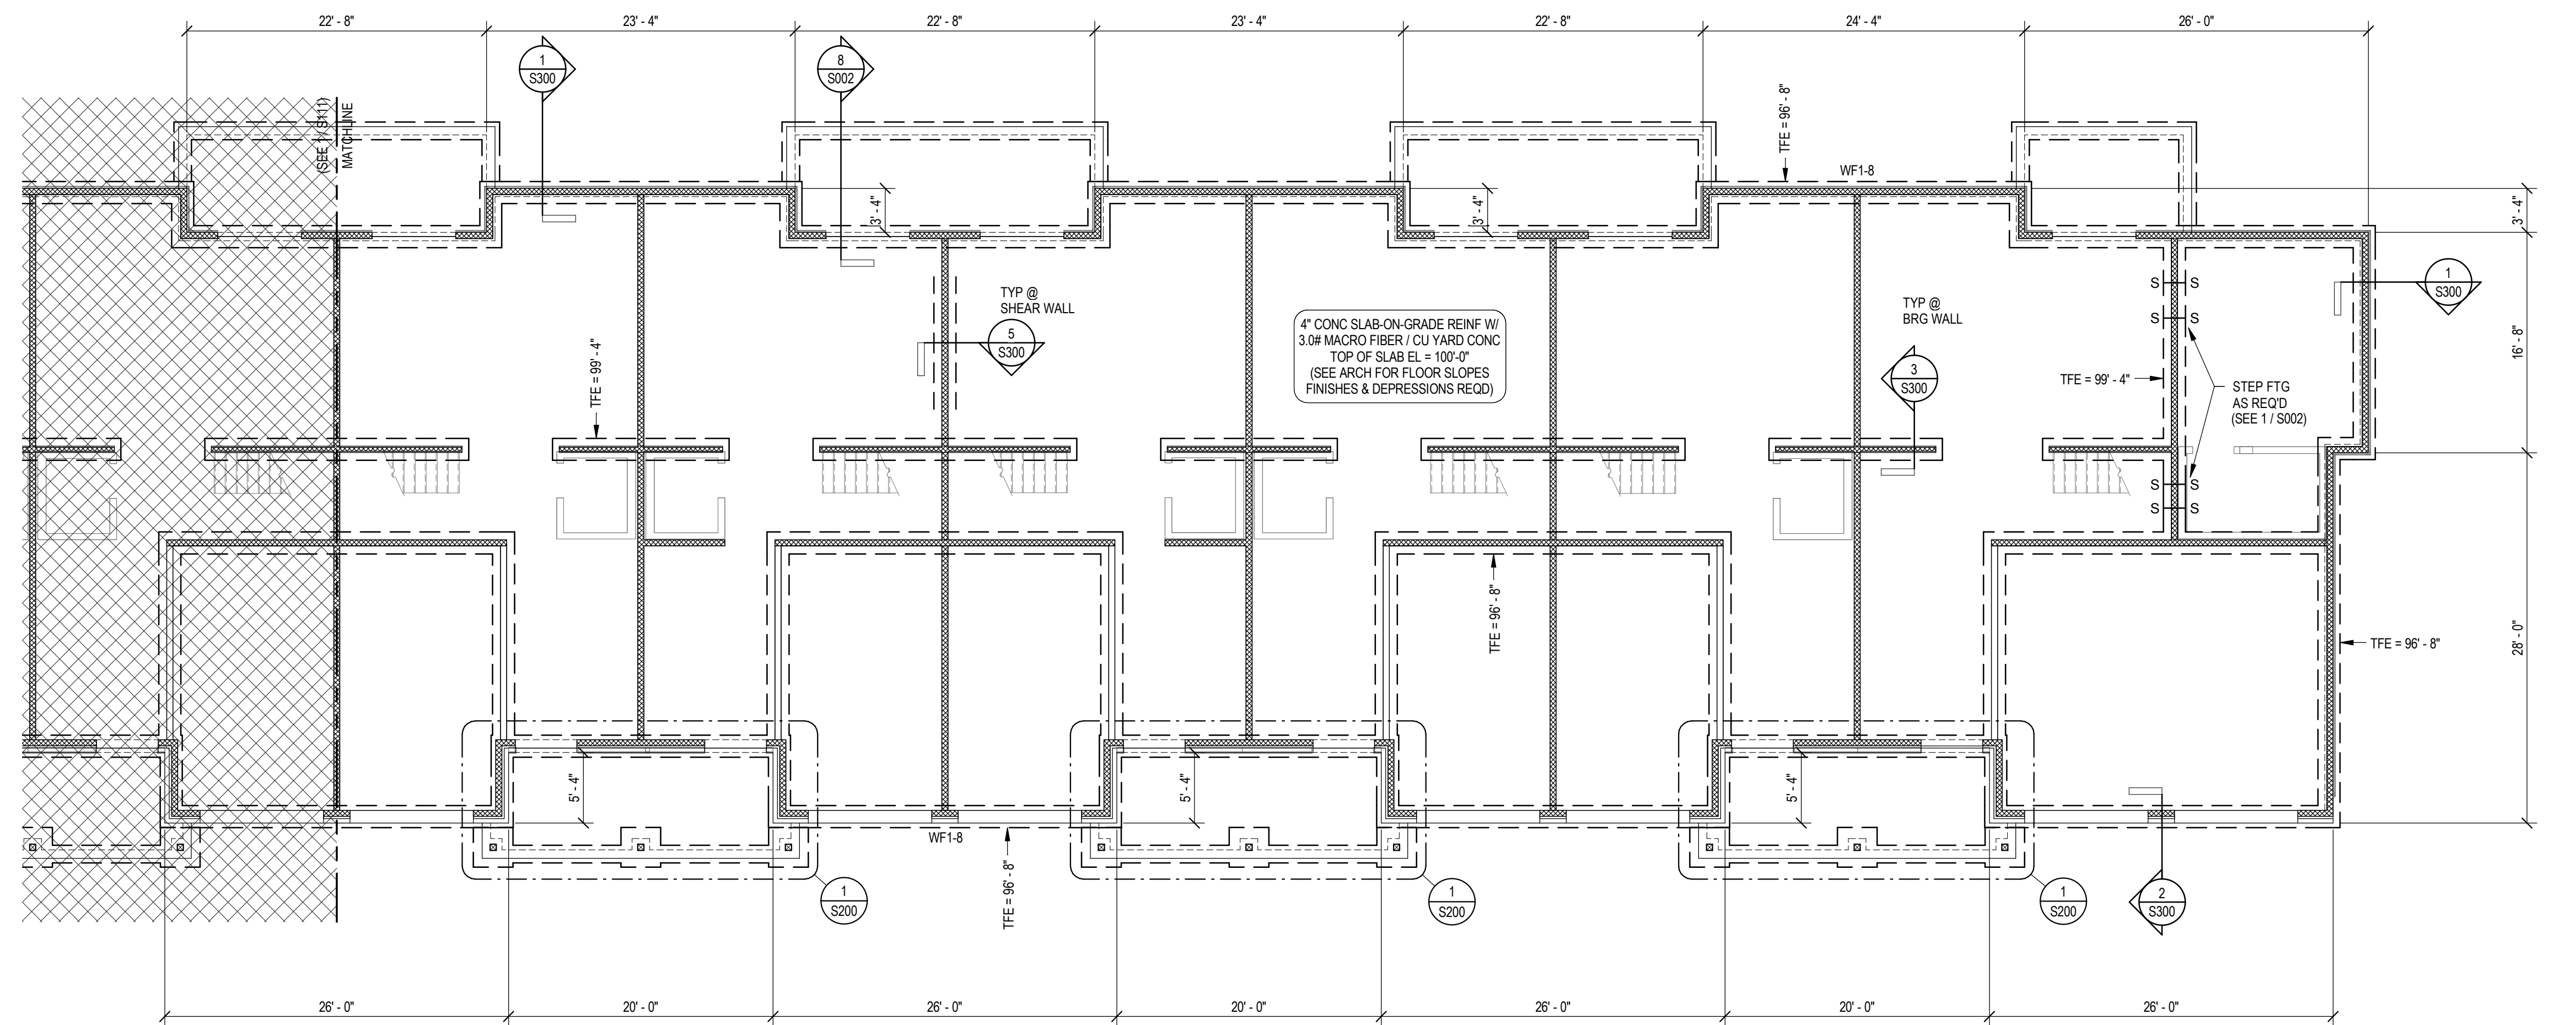 22' - 8"
23' - 4"
22' - 8"
23' - 4"
22' - 8"
24' - 4"
26' - 0"
1
S300
8
S002
MATCHLINE
TFE = 96' - 8"
WF1-8
3' - 4"
3' - 4"
3' - 4"
TYP @
SHEAR WALL
5
S300
4" CONC SLAB-ON-GRADE REINF W/
3.0# MACRO FIBER / CU YARD CONC
TOP OF SLAB EL = 100'-0"
(SEE ARCH FOR FLOOR SLOPES
FINISHES & DEPRESSIONS REQD)
TYP @
BRG WALL
3
S300
S S
S S
1
S300
16' - 8"
TFE = 99' - 4"
TFE = 99' - 4"
STEP FTG
AS REQ'D
(SEE 1 / S002)
S S
S S
TFE = 96' - 8"
TFE = 96' - 8"
28' - 0"
5' - 4"
5' - 4"
5' - 4"
WF1-8
TFE = 96' - 8"
1
S200
1
S200
1
S200
2
S300
26' - 0"
20' - 0"
26' - 0"
20' - 0"
26' - 0"
20' - 0"
26' - 0"